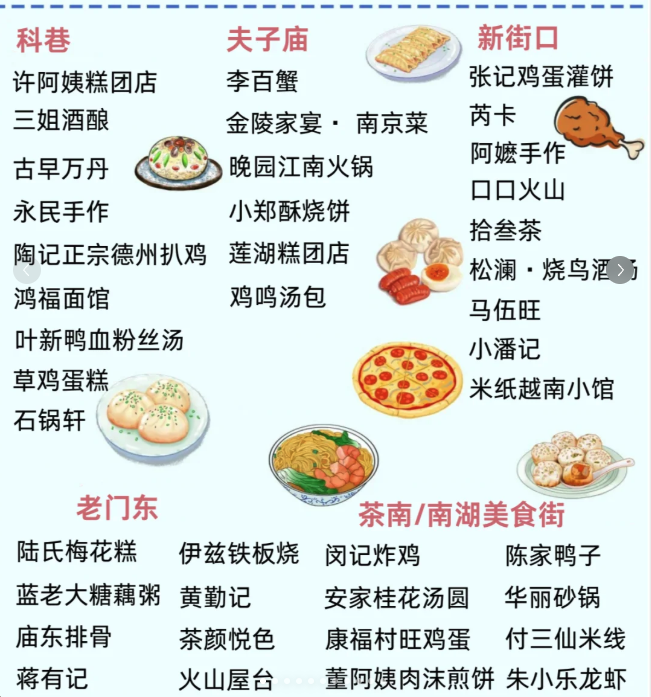 科巷
许阿姨糕团店
三姐酒酿
古早万丹
永民手作
陶记正宗德州扒鸡
鸿福面馆
叶新鸭血粉丝汤
草鸡蛋糕
石锅轩
夫子庙
李百蟹
金陵家宴· 南京菜
晚园江南火锅
小郑酥烧饼
莲湖糕团店
鸡鸣汤包
新街口
张记鸡蛋灌饼
芮卡
阿嬷手作
口口火山
拾叁茶
松澜·烧鸟酒场
马伍旺
小潘记
米纸越南小馆
老门东
陆氏梅花糕
蓝老大糖藕粥
庙东排骨
蒋有记
伊兹铁板烧
黄勤记
茶颜悦色
火山屋台
茶南/南湖美食街
闵记炸鸡
安家桂花汤圆
康福村旺鸡蛋
董阿姨肉沫煎饼
陈家鸭子
华丽砂锅
付三仙米线
朱小乐龙虾